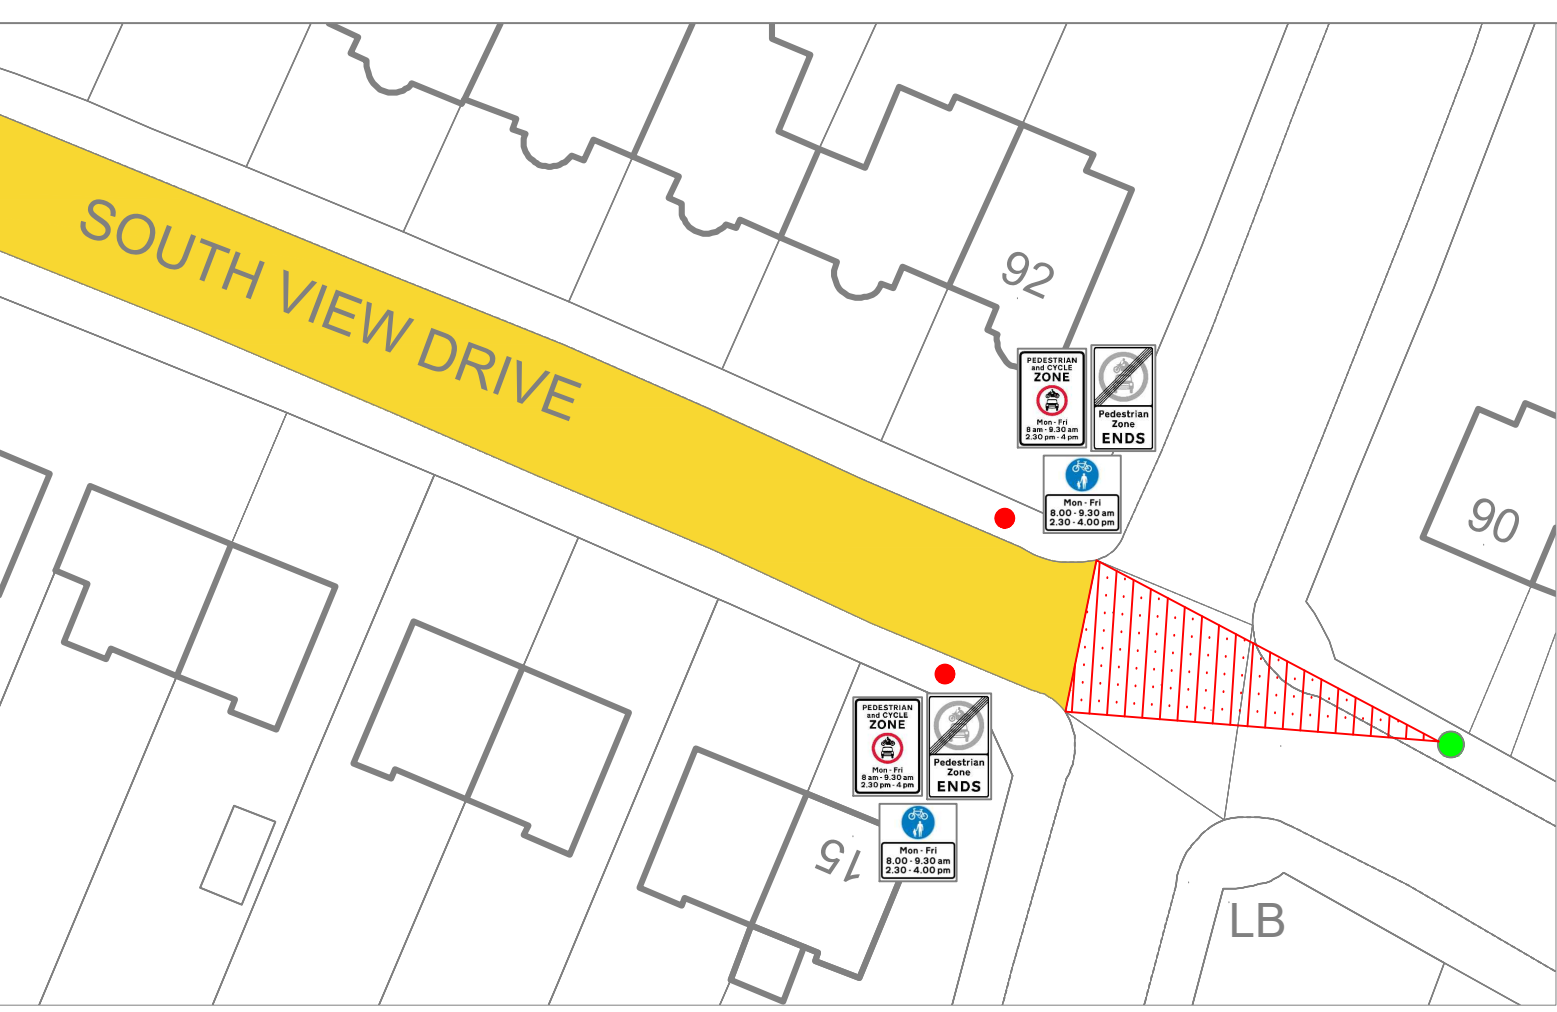 SOUTH VIEW DRIVE
92
PEDESTRIAN
and CYCLE
ZONE
Mon - Fri
8 am - 9.30 am
2.30 pm - 4 pm
Pedestrian
Zone
ENDS
Mon - Fri
8.00 - 9.30 am
2.30 - 4.00 pm
90
PEDESTRIAN
and CYCLE
ZONE
Mon - Fri
8 am - 9.30 am
2.30 pm - 4 pm
Pedestrian
Zone
ENDS
15
Mon - Fri
8.00 - 9.30 am
2.30 - 4.00 pm
LB